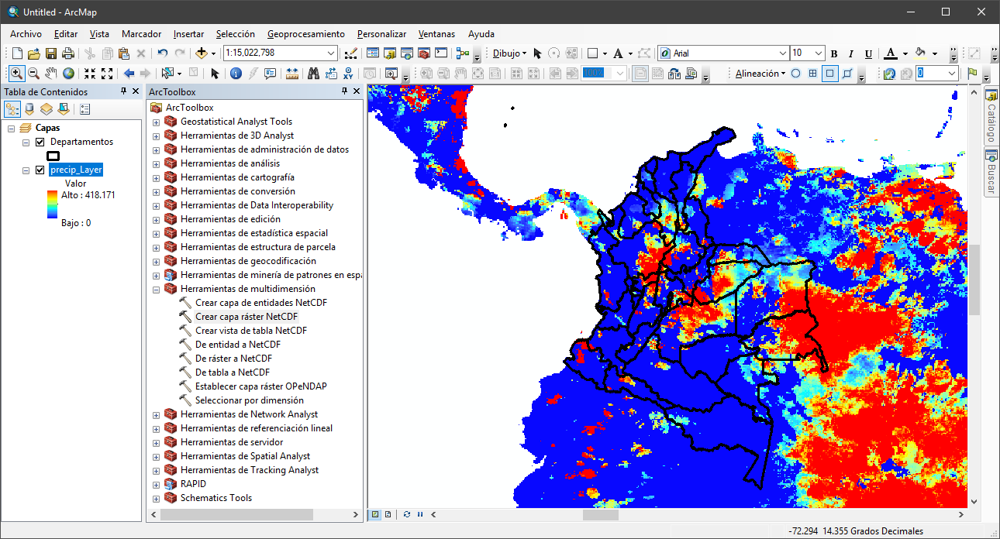 Untitled - ArcMap
Archivo Editar Vista Marcador Insertar Selección Geoprocesamiento Personalizar Ventanas Ayuda
1:15,022,798 Dibujo A Arial 10 B I U A
100% Alineación 0
Tabla de Contenidos
Capas
Departamentos
precip_Layer
Valor
Alto : 418.171
Bajo : 0
ArcToolbox
ArcToolbox
Geostatistical Analyst Tools
Herramientas de 3D Analyst
Herramientas de administración de datos
Herramientas de análisis
Herramientas de cartografía
Herramientas de conversión
Herramientas de Data Interoperability
Herramientas de edición
Herramientas de estadística espacial
Herramientas de estructura de parcela
Herramientas de geocodificación
Herramientas de minería de patrones en espa
Herramientas de multidimensión
Crear capa de entidades NetCDF
Crear capa ráster NetCDF
Crear vista de tabla NetCDF
De entidad a NetCDF
De ráster a NetCDF
De tabla a NetCDF
Establecer capa ráster OPeNDAP
Seleccionar por dimensión
Herramientas de Network Analyst
Herramientas de referenciación lineal
Herramientas de servidor
Herramientas de Spatial Analyst
Herramientas de Tracking Analyst
RAPID
Schematics Tools
Catálogo
Buscar
-72.294 14.355 Grados Decimales